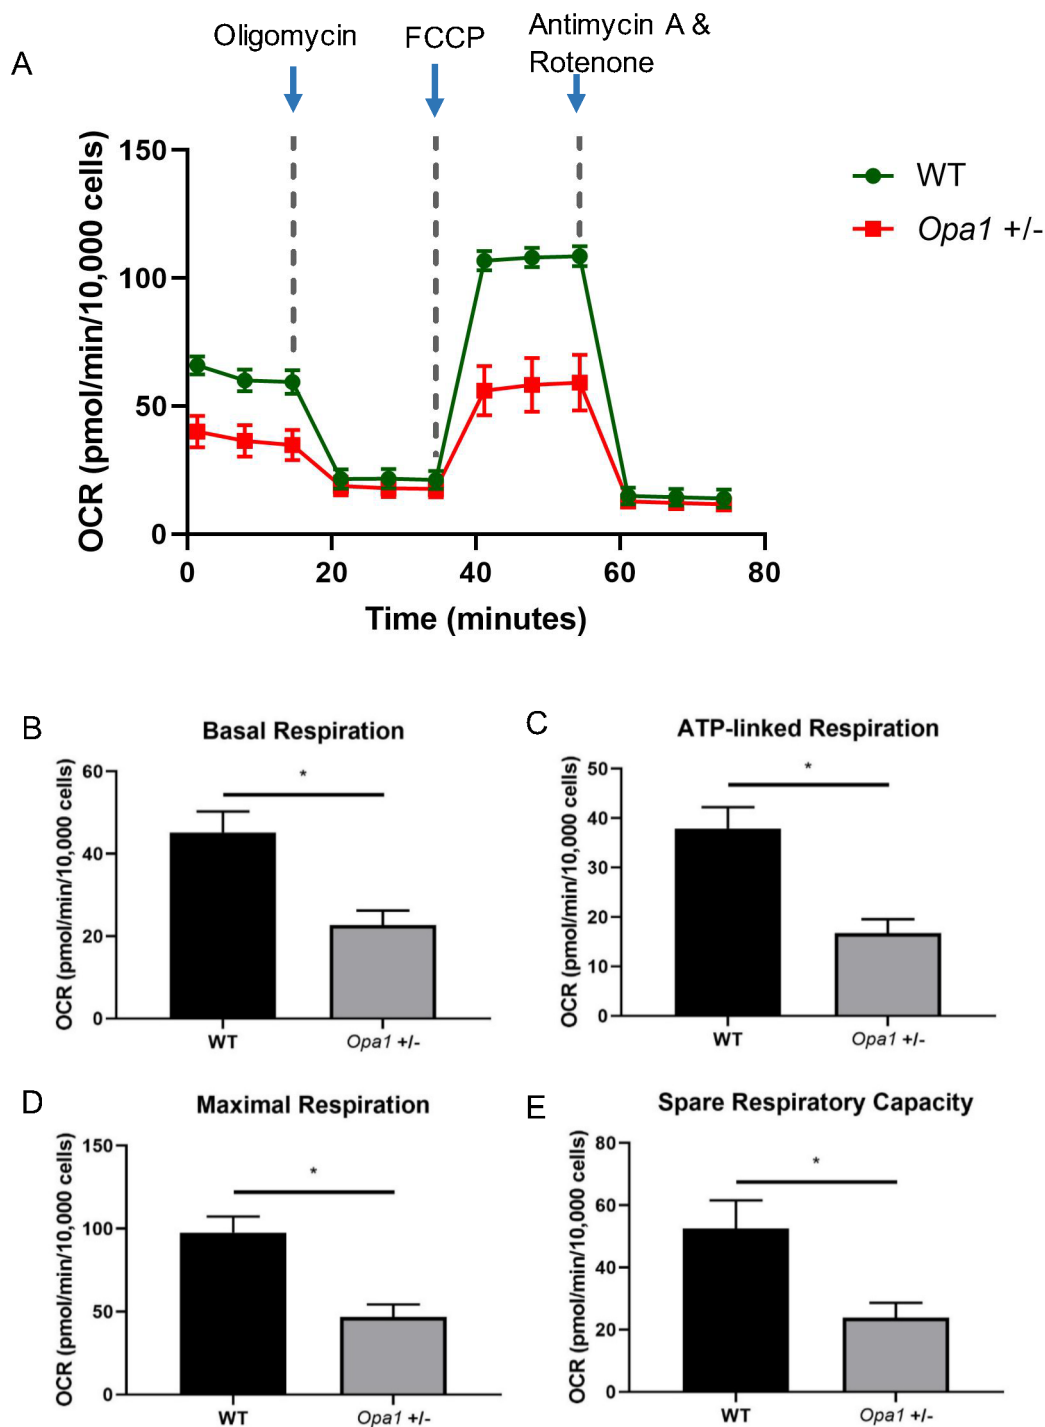 A
Oligomycin
FCCP
Antimycin A &
Rotenone
OCR (pmol/min/10,000 cells)
150
100
50
0
0
20
40
60
80
Time (minutes)
WT
Opa1 +/-
B
Basal Respiration
OCR (pmol/min/10,000 cells)
60
40
20
0
*
WT
Opa1 +/-
C
ATP-linked Respiration
OCR (pmol/min/10,000 cells)
50
40
30
20
10
0
*
WT
Opa1 +/-
D
Maximal Respiration
OCR (pmol/min/10,000 cells)
150
100
50
0
*
WT
Opa1 +/-
E
Spare Respiratory Capacity
OCR (pmol/min/10,000 cells)
80
60
40
20
0
*
WT
Opa1 +/-